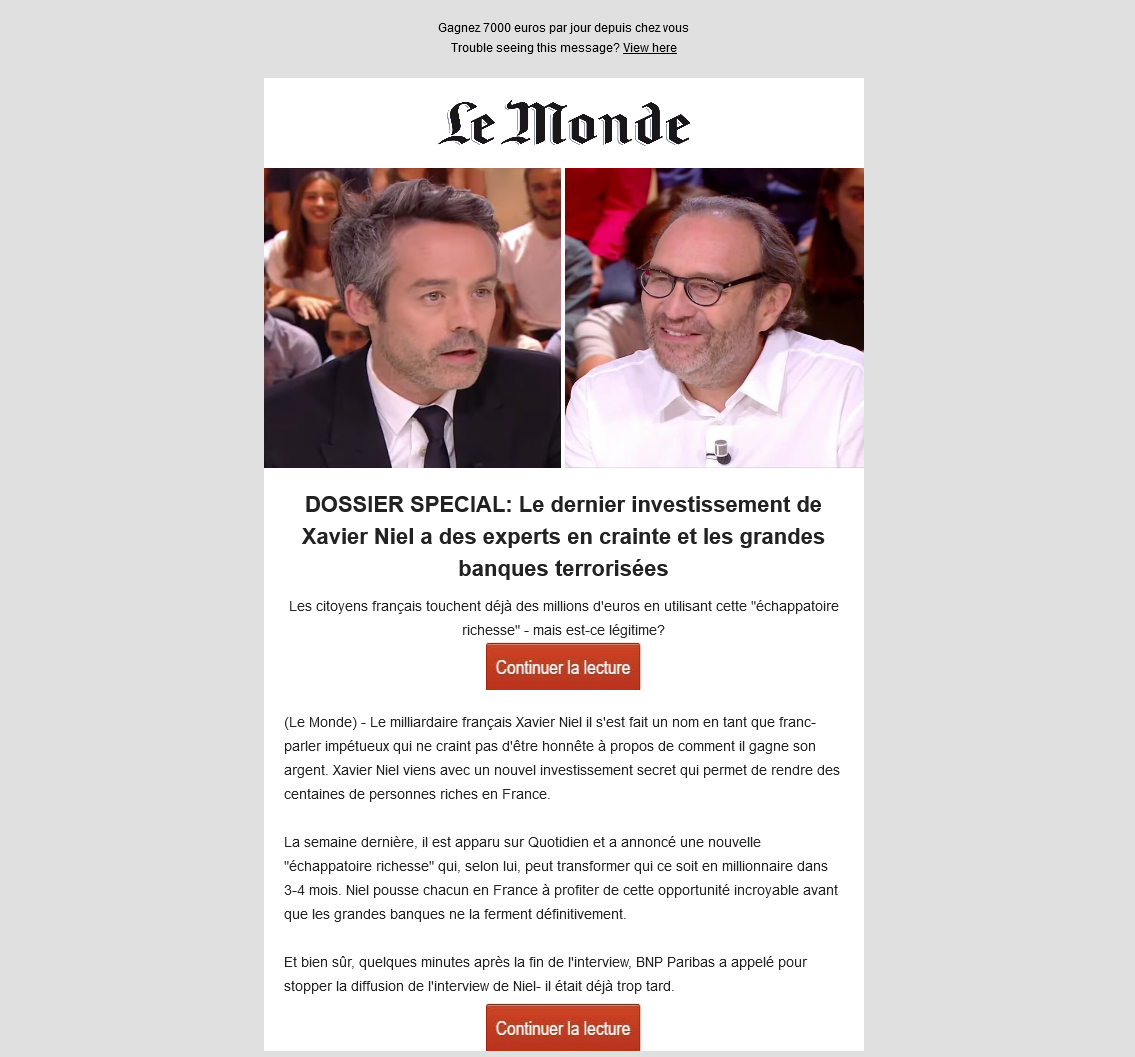 Gagnez 7000 euros par jour depuis chez vous
Trouble seeing this message? View here
Le Monde
DOSSIER SPECIAL: Le dernier investissement de
Xavier Niel a des experts en crainte et les grandes
banques terrorisées
Les citoyens français touchent déjà des millions d'euros en utilisant cette "échappatoire
richesse" - mais est-ce légitime?
Continuer la lecture
(Le Monde) - Le milliardaire français Xavier Niel il s'est fait un nom en tant que franc-
parler impétueux qui ne craint pas d'être honnête à propos de comment il gagne son
argent. Xavier Niel viens avec un nouvel investissement secret qui permet de rendre des
centaines de personnes riches en France.
La semaine dernière, il est apparu sur Quotidien et a annoncé une nouvelle
"échappatoire richesse" qui, selon lui, peut transformer qui ce soit en millionnaire dans
3-4 mois. Niel pousse chacun en France à profiter de cette opportunité incroyable avant
que les grandes banques ne la ferment définitivement.
Et bien sûr, quelques minutes après la fin de l'interview, BNP Paribas a appelé pour
stopper la diffusion de l'interview de Niel- il était déjà trop tard.
Continuer la lecture